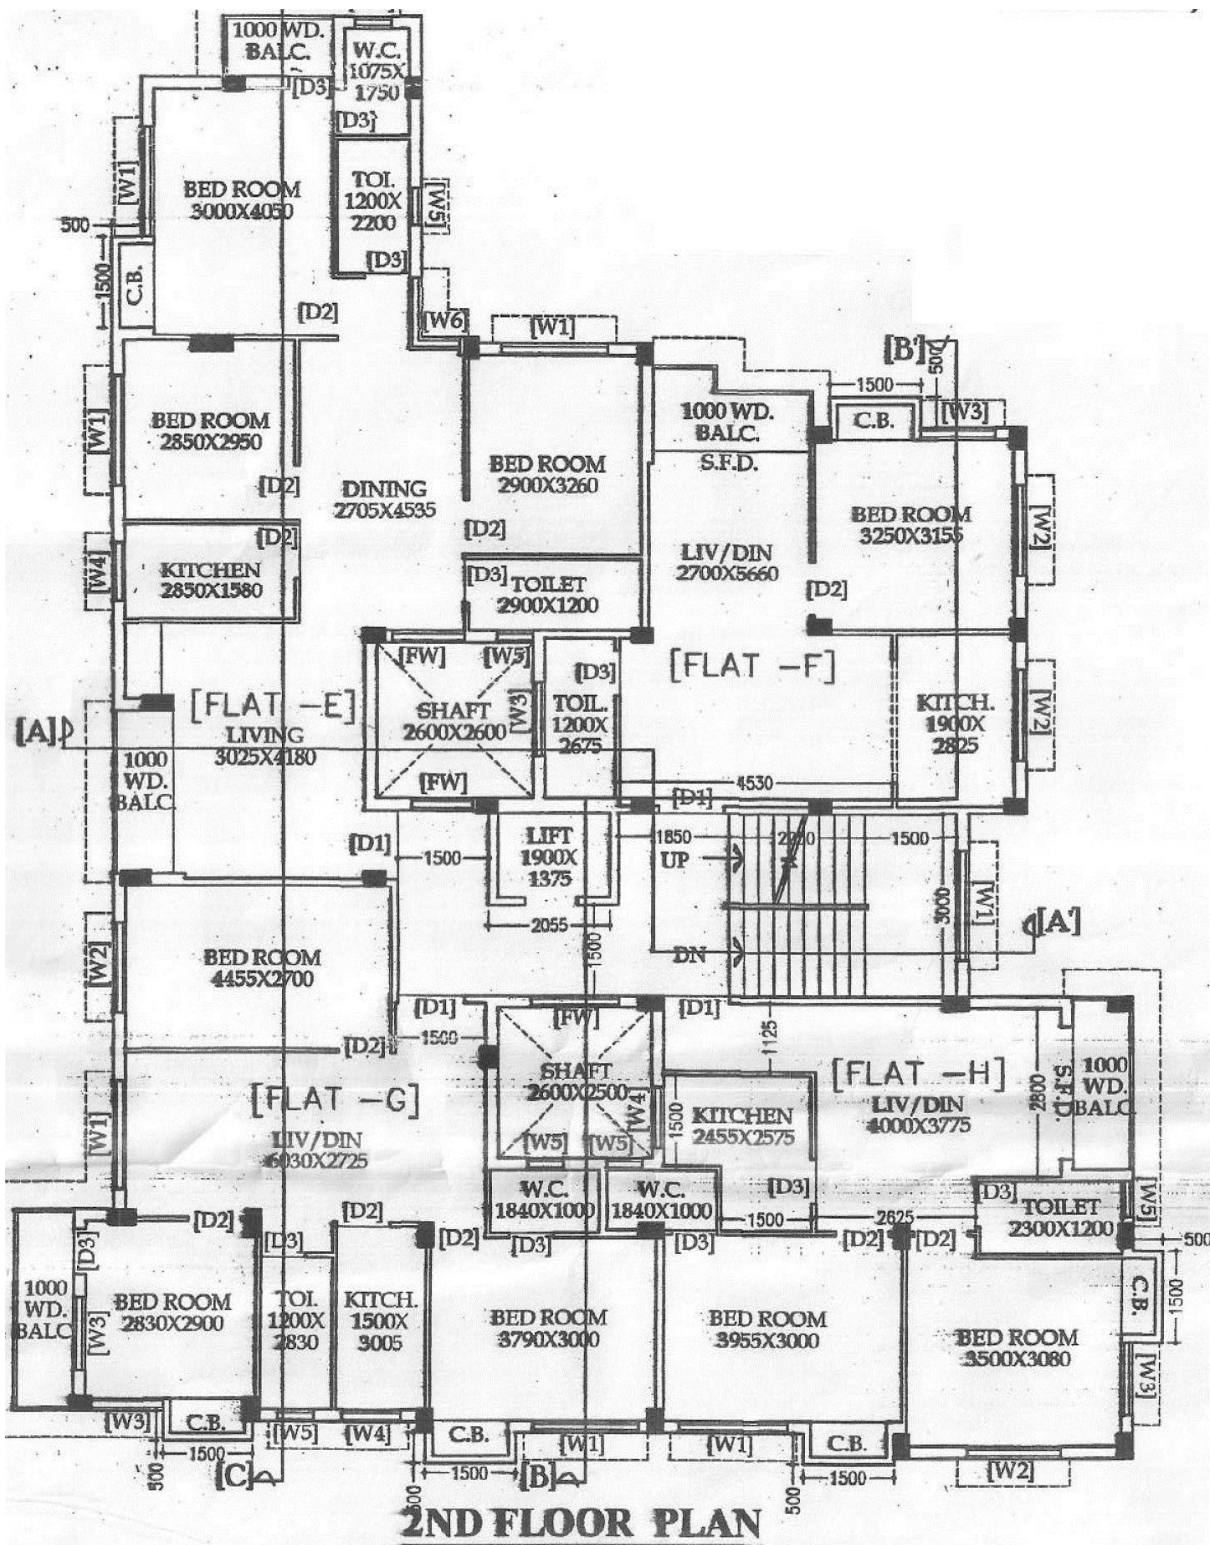 1000 WD.
BALC.
W.C.
1075X
1750
[D3]
[D3]
[W1]
BED ROOM
3000X4050
TOI.
1200X
2200
[W5]
500
[D3]
1500
C.B.
[D2]
[W6]
[W1]
[B']
500
1500
[W1]
BED ROOM
2850X2950
1000 WD.
BALC.
C.B.
[W3]
S.F.D.
BED ROOM
2900X3260
[D2]
DINING
2705X4535
BED ROOM
3250X3155
[W2]
[D2]
[D2]
[W4]
KITCHEN
2850X1580
[D3]
TOILET
2900X1200
LIV/DIN
2700X5660
[D2]
[FW]
[W5]
[D3]
[FLAT -F]
[FLAT -E]
LIVING
3025X4180
SHAFT
2600X2600
[W3]
TOIL.
1200X
2675
KITCH.
1900X
2825
[W2]
[A]
1000
WD.
BALC.
[FW]
4530
[D1]
[D1]
1500
LIFT
1900X
1375
1850
1500
UP
3000
[W1]
2055
1500
[A']
DN
[W2]
BED ROOM
4455X2700
[D1]
1500
[FW]
[D1]
1125
[D2]
SHAFT
2600X2500
[W4]
[FLAT -H]
LIV/DIN
4000X3775
2800
S.F.D.
1000
WD.
BALC.
[W1]
[FLAT -G]
LIV/DIN
6030X2725
[W5]
[W5]
1500
KITCHEN
2455X2575
W.C.
1840X1000
W.C.
1840X1000
[D3]
1500
2625
[D3]
TOILET
2300X1200
[W5]
500
[D3]
[D2]
[D3]
[D2]
[D2]
[D3]
[D3]
[D2]
[D2]
1000
WD.
BALC.
[W3]
BED ROOM
2830X2900
TOI.
1200X
2830
KITCH.
1500X
3005
BED ROOM
3790X3000
BED ROOM
3955X3000
BED ROOM
3500X3080
C.B.
1500
[W3]
[W3]
C.B.
[W5]
[W4]
C.B.
[W1]
[W1]
C.B.
[W2]
500
1500
[C]
500
1500
[B]
500
1500
2ND FLOOR PLAN